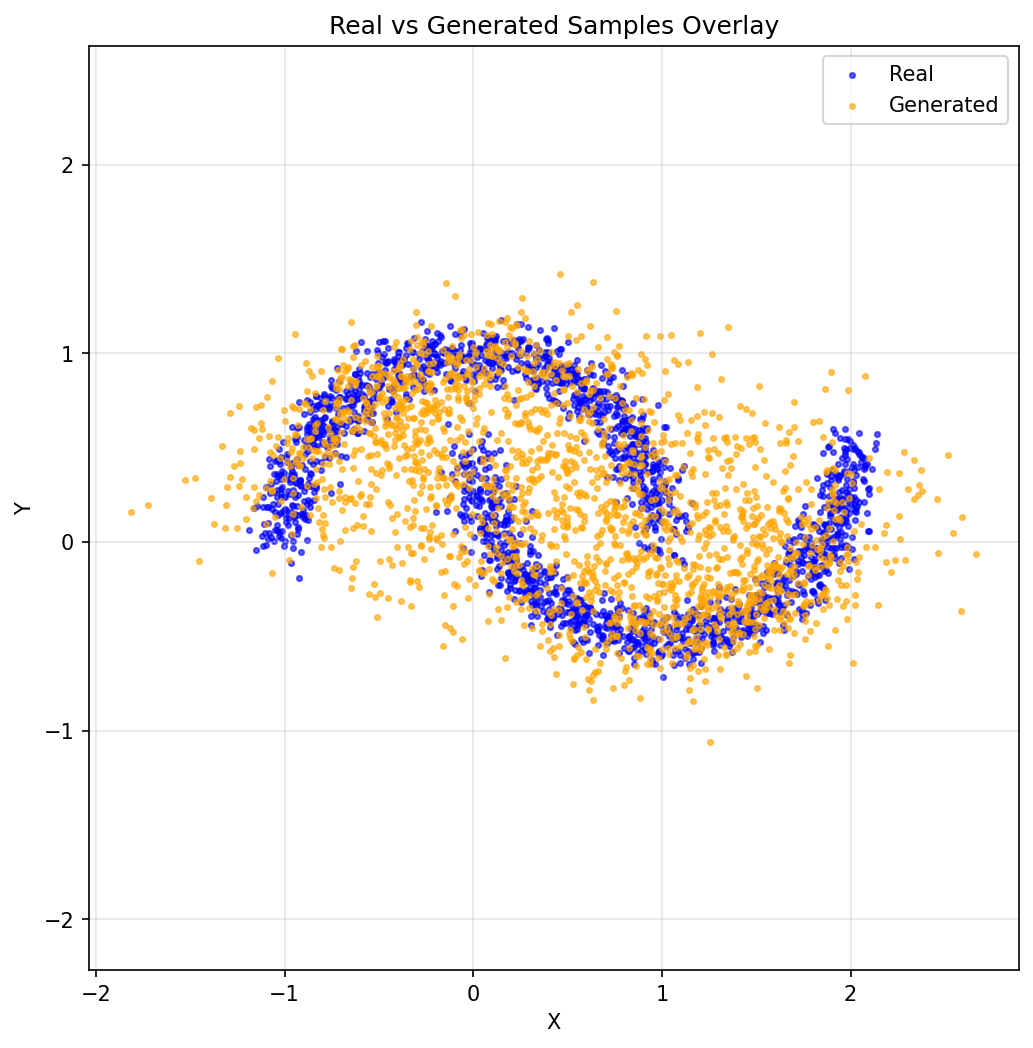 Real vs Generated Samples Overlay
Real
Generated
Y
2
1
0
−1
−2
−2 −1 0 1 2
X